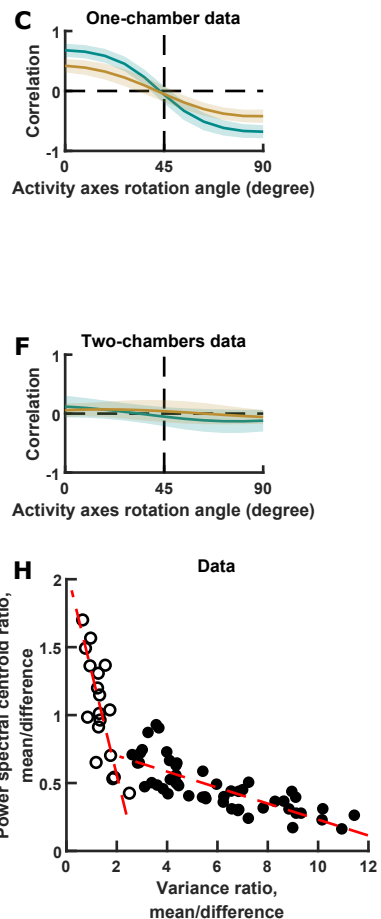 C One-chamber data
1
0
-1
Correlation
0 45 90
Activity axes rotation angle (degree)
F Two-chambers data
1
0
-1
Correlation
0 45 90
Activity axes rotation angle (degree)
H Data
2
1.5
1
0.5
0
Power spectral centroid ratio,
mean/difference
0 2 4 6 8 10 12
Variance ratio,
mean/difference